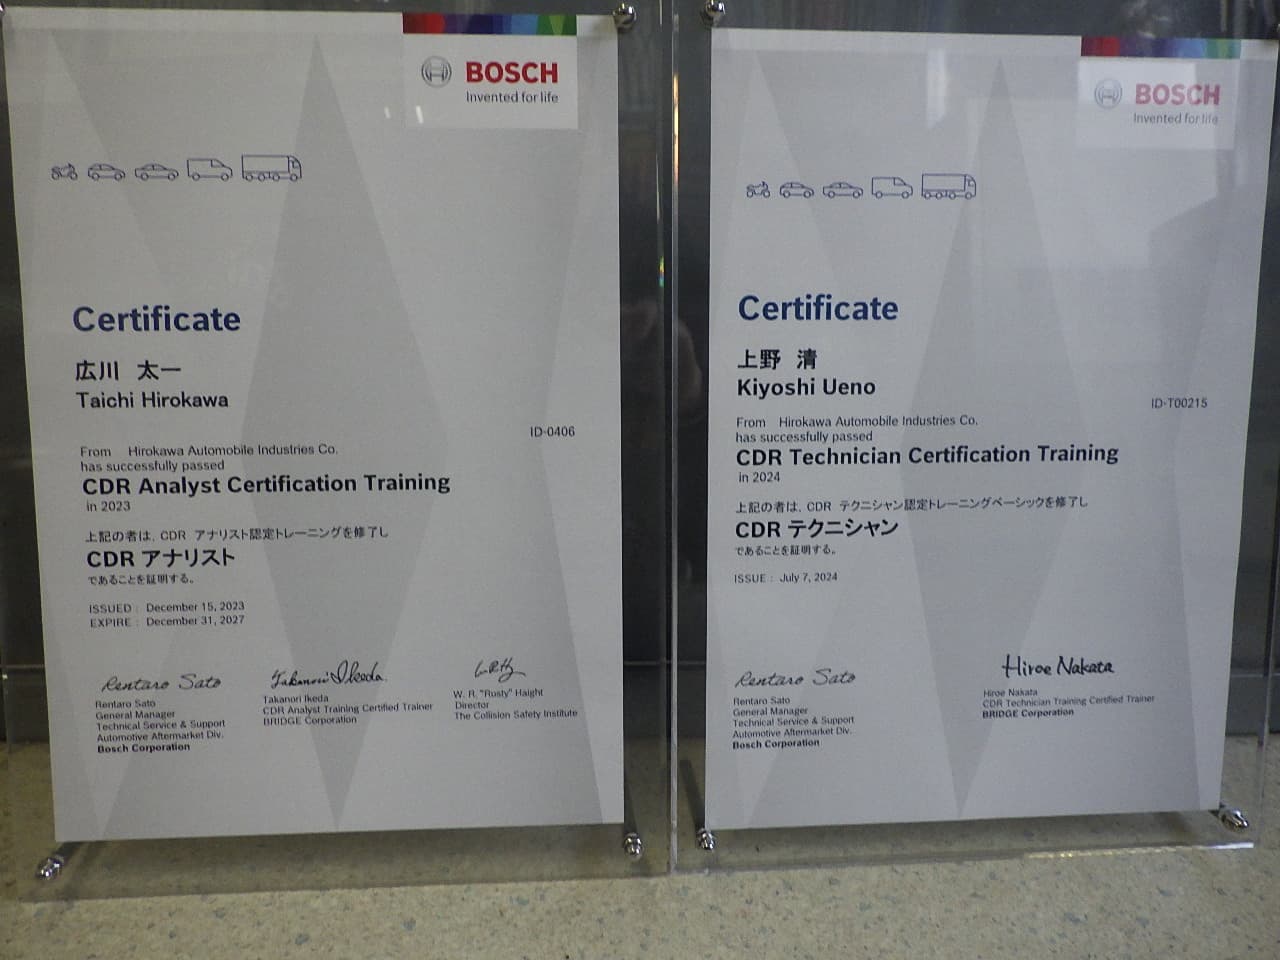 BOSCH
Invented for life
Certificate
広川 太一
Taichi Hirokawa
ID-0406
From Hirokawa Automobile Industries Co.
has successfully passed
CDR Analyst Certification Training
in 2023
上記の者は、CDR アナリスト認定トレーニングを修了し
CDR アナリスト
であることを証明する。
ISSUED : December 15, 2023
EXPIRE : December 31, 2027
Rentaro Sato
Takanori Ikeda
Rentaro Sato
General Manager
Technical Service & Support
Automotive Aftermarket Div.
Bosch Corporation
Takanori Ikeda
CDR Analyst Training Certified Trainer
BRIDGE Corporation
W. R. "Rusty" Haight
Director
The Collision Safety Institute
BOSCH
Invented for life
Certificate
上野 清
Kiyoshi Ueno
ID-T00215
From Hirokawa Automobile Industries Co.
has successfully passed
CDR Technician Certification Training
in 2024
上記の者は、CDR テクニシャン認定トレーニングベーシックを修了し
CDR テクニシャン
であることを証明する。
ISSUE : July 7, 2024
Rentaro Sato
Hiroe Nakata
Rentaro Sato
General Manager
Technical Service & Support
Automotive Aftermarket Div.
Bosch Corporation
Hiroe Nakata
CDR Technician Training Certified Trainer
BRIDGE Corporation